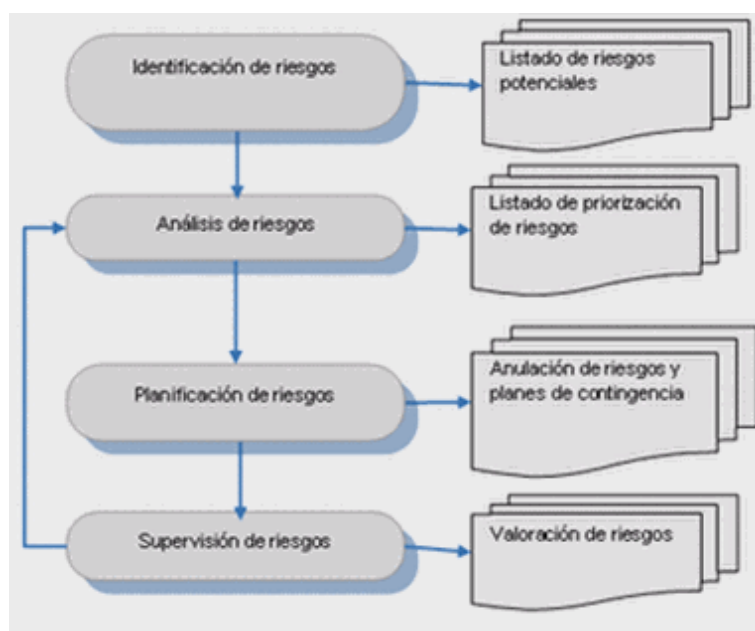 Identificación de riesgos
Listado de riesgos
potenciales
Análisis de riesgos
Listado de priorización
de riesgos
Planificación de riesgos
Anulación de riesgos y
planes de contingencia
Supervisión de riesgos
Valoración de riesgos